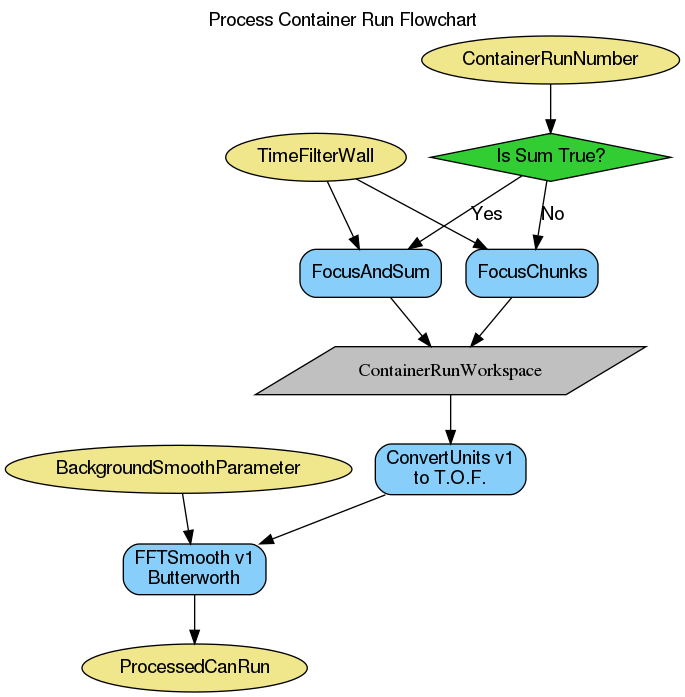 Process Container Run Flowchart
ContainerRunNumber
TimeFilterWall
Is Sum True?
Yes
No
FocusAndSum
FocusChunks
ContainerRunWorkspace
BackgroundSmoothParameter
ConvertUnits v1
to T.O.F.
FFTSmooth v1
Butterworth
ProcessedCanRun